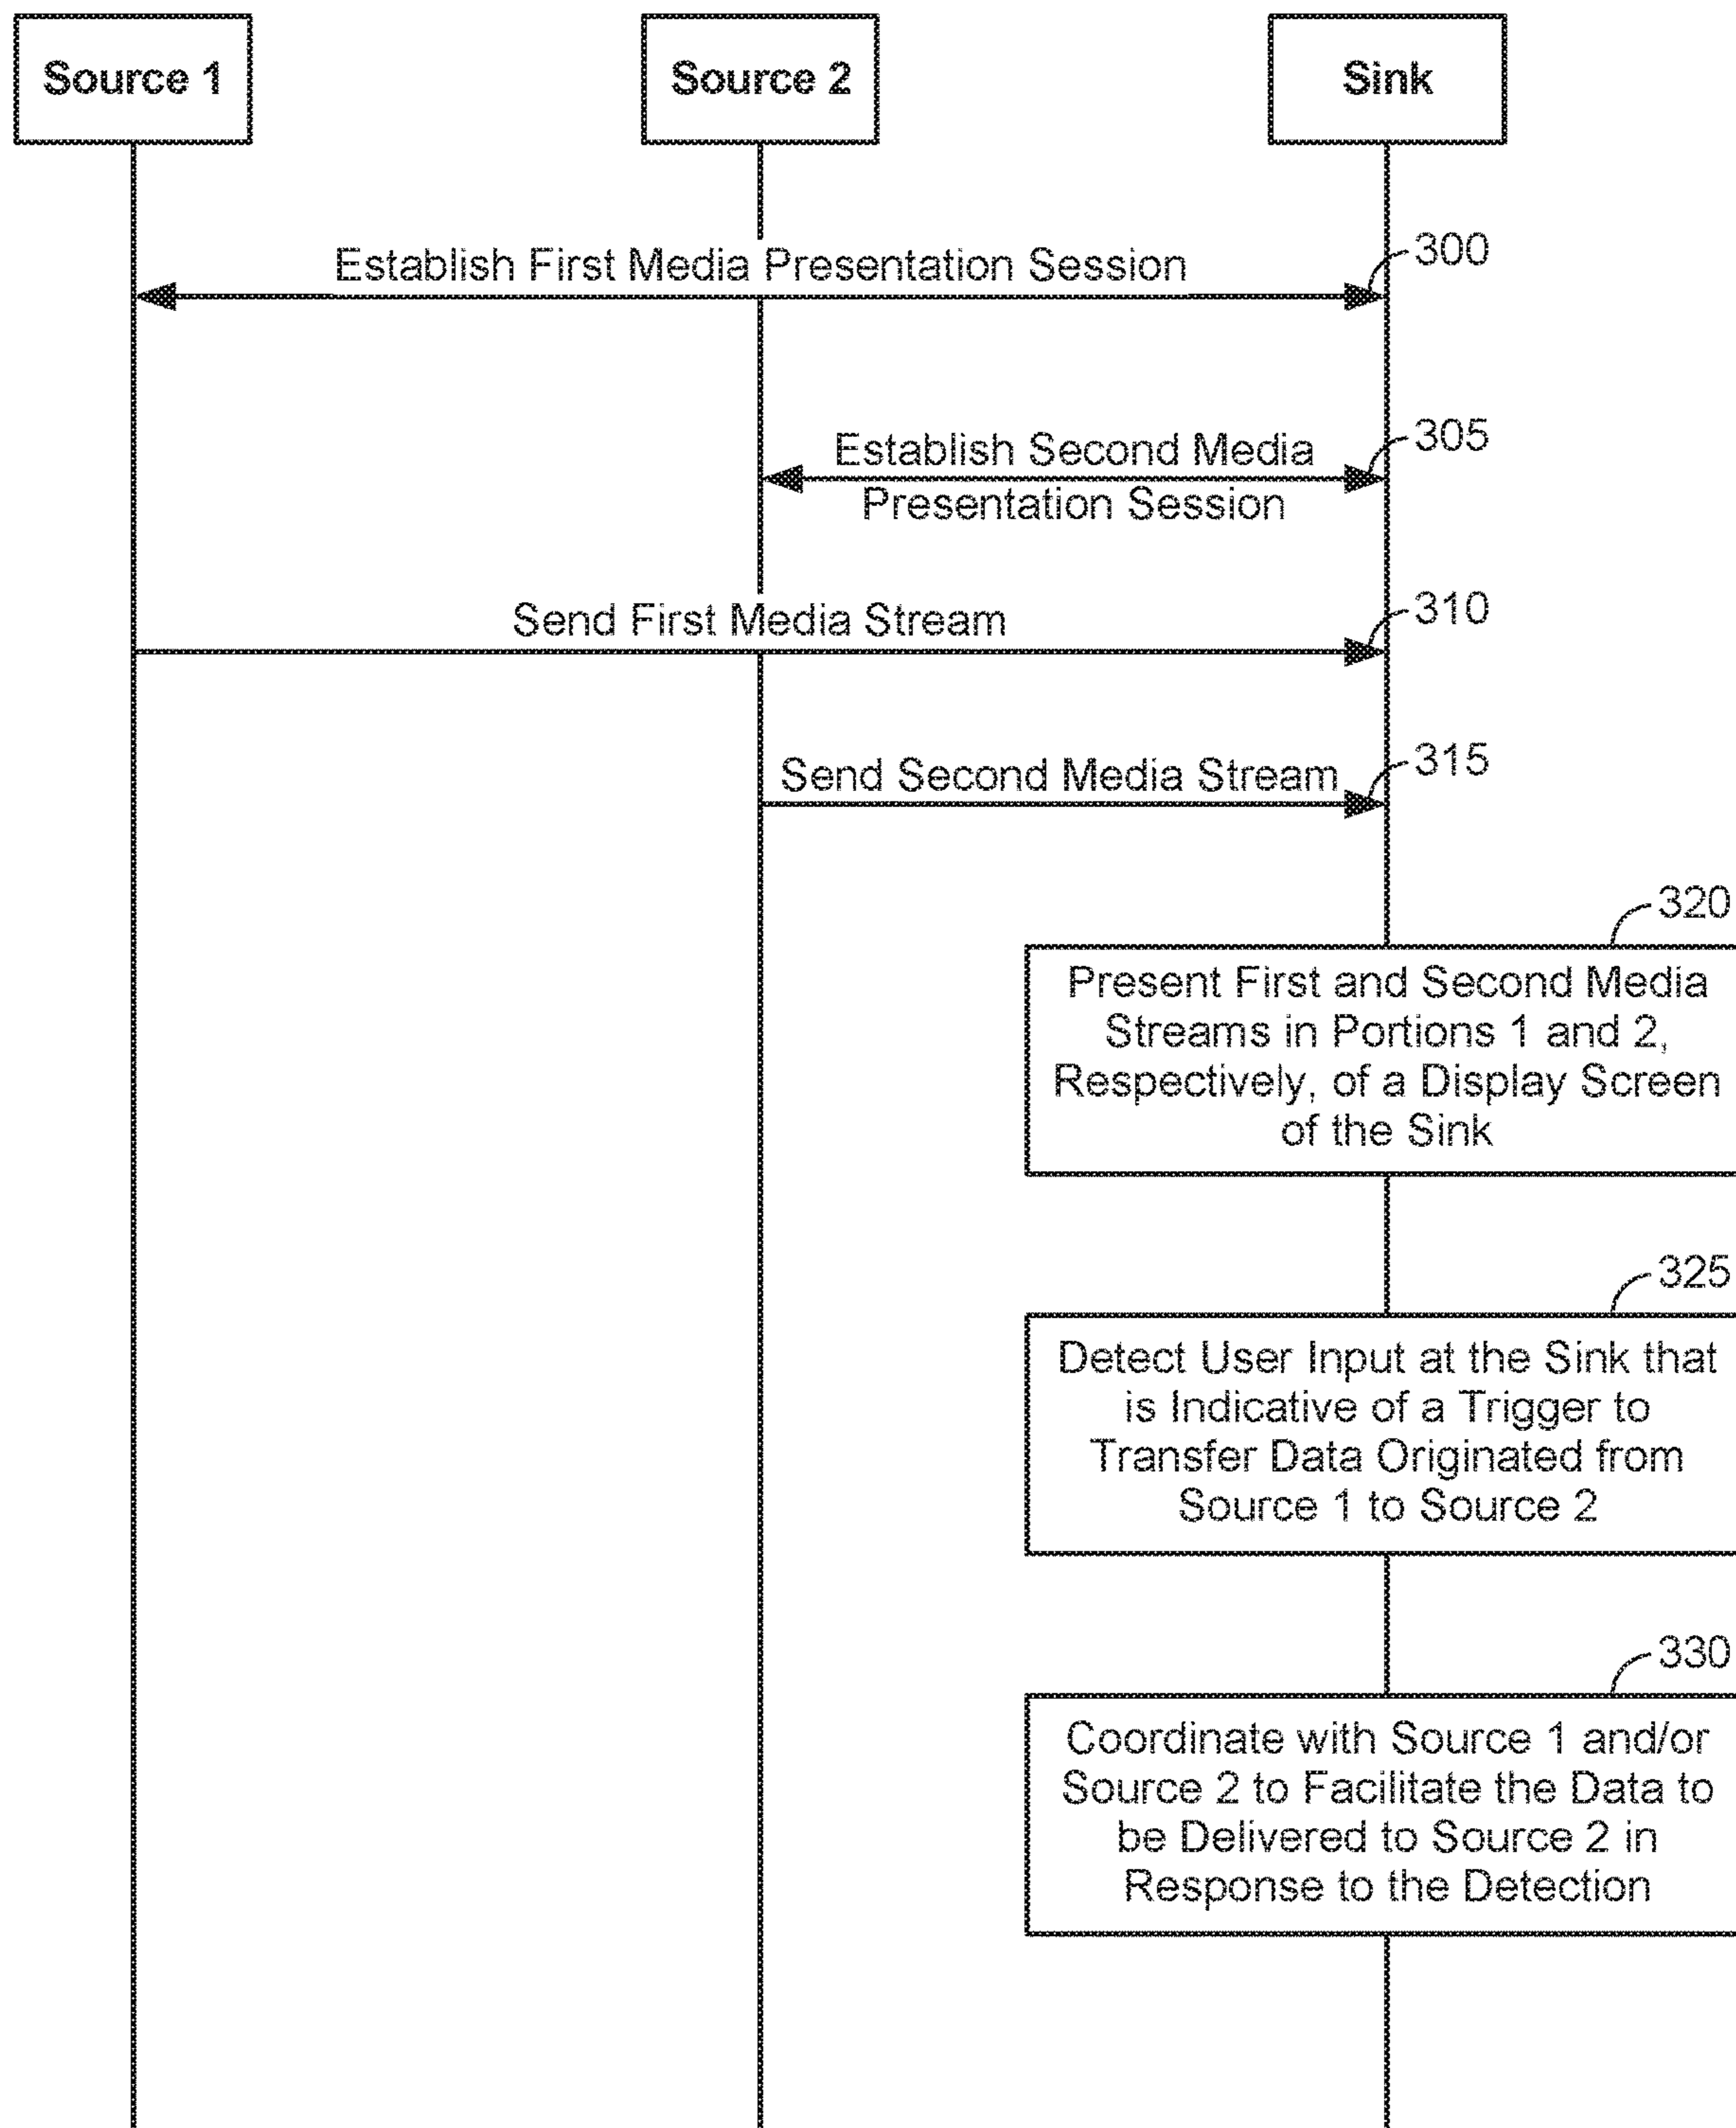 Source 1
Source 2
Sink
Establish First Media Presentation Session
300
Establish Second Media
Presentation Session
305
Send First Media Stream
310
Send Second Media Stream
315
320
Present First and Second Media
Streams in Portions 1 and 2,
Respectively, of a Display Screen
of the Sink
325
Detect User Input at the Sink that
is Indicative of a Trigger to
Transfer Data Originated from
Source 1 to Source 2
330
Coordinate with Source 1 and/or
Source 2 to Facilitate the Data to
be Delivered to Source 2 in
Response to the Detection